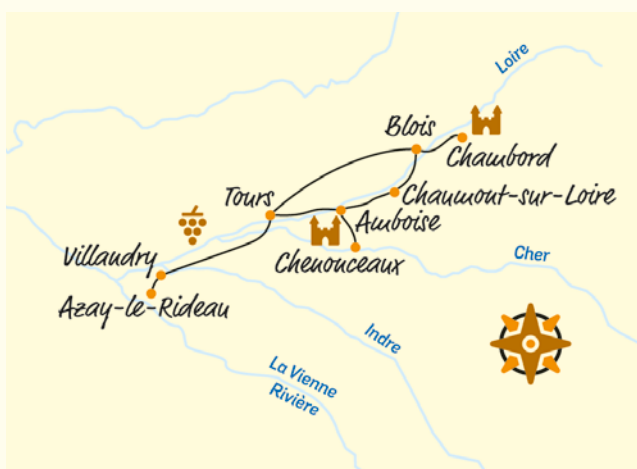 Loire
Blois
Chambord
Chaumont-sur-Loire
Tours
Amboise
Villandry
Chenonceaux
Cher
Azay-le-Rideau
Indre
La Vienne
Rivière